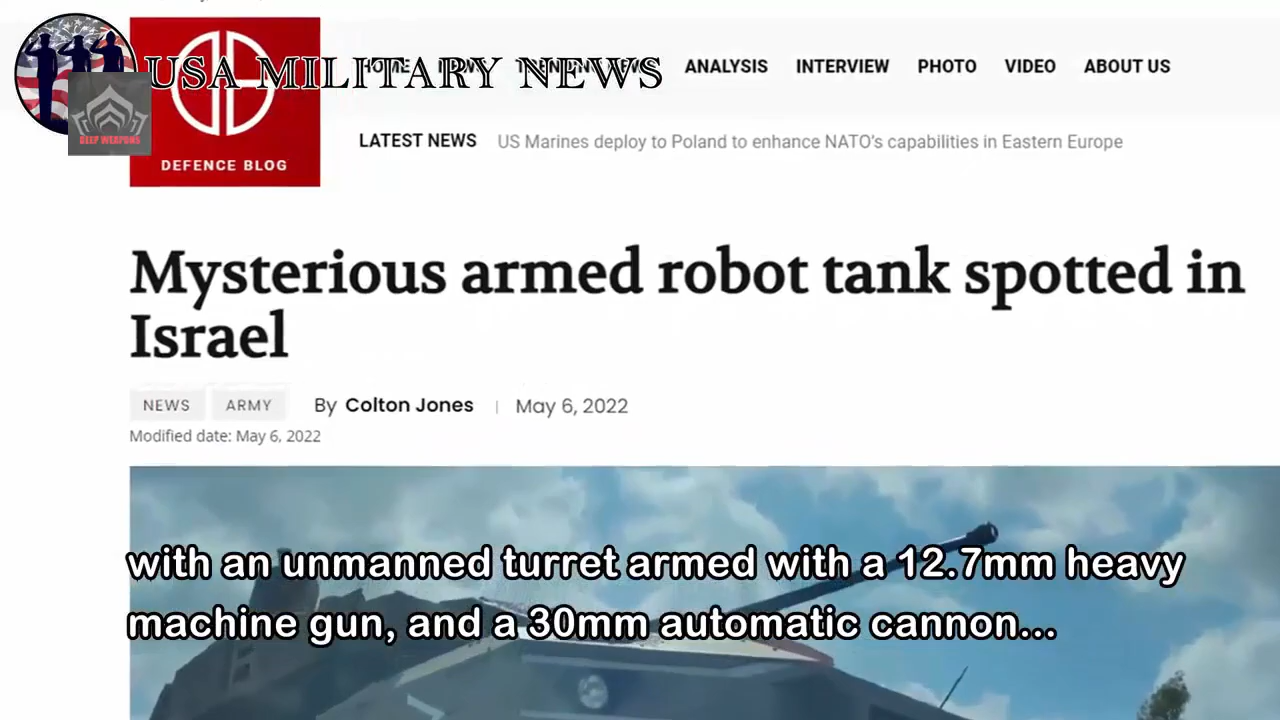 USA MILITARY NEWS
ANALYSIS INTERVIEW PHOTO VIDEO ABOUT US
DEEP WEAPONS
DEFENCE BLOG
LATEST NEWS US Marines deploy to Poland to enhance NATO's capabilities in Eastern Europe
Mysterious armed robot tank spotted in
Israel
NEWS ARMY By Colton Jones | May 6, 2022
Modified date: May 6, 2022
with an unmanned turret armed with a 12.7mm heavy
machine gun, and a 30mm automatic cannon...